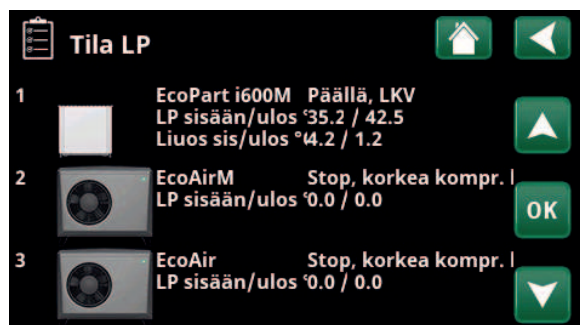 Tila LP
1 EcoPart i600M Päällä, LKV
LP sisään/ulos °35.2 / 42.5
Liuos sis/ulos °(4.2 / 1.2
2 EcoAirM Stop, korkea kompr. l
LP sisään/ulos °0.0 / 0.0
OK
3 EcoAir Stop, korkea kompr. l
LP sisään/ulos °0.0 / 0.0